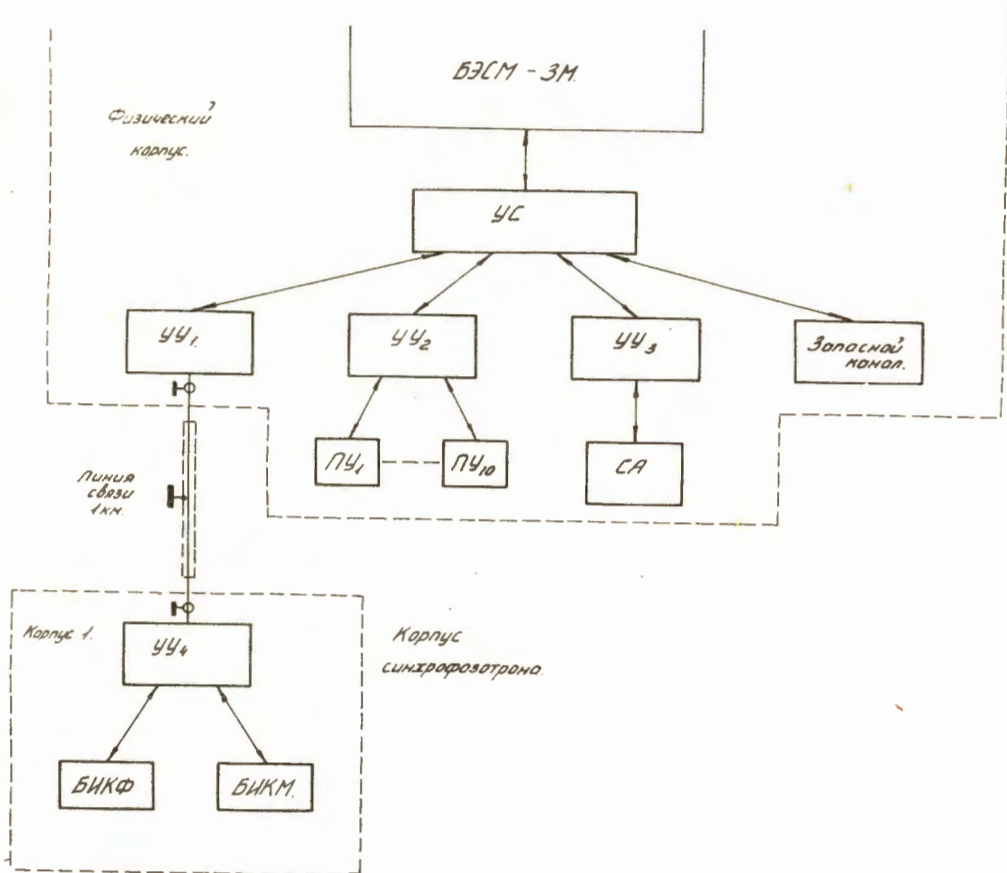 БЭСМ - 3М.
Физический
корпус.
УС
УУ1.
УУ2
УУ3
Запасной
канал.
ПУ1
ПУ10
СА
Линия
связи
1км.
Корпус 1.
УУ4
Корпус
синхрофазотрона.
БИКФ
БИКМ.